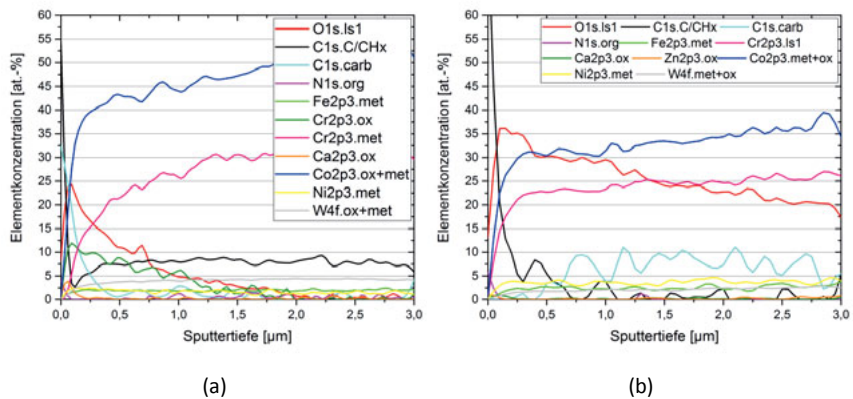 60
55
50
45
40
35
30
25
20
15
10
5
0
Elementkonzentration [at.-%]
O1s.ls1
C1s.C/CHx
C1s.carb
N1s.org
Fe2p3.met
Cr2p3.ox
Cr2p3.met
Ca2p3.ox
Co2p3.ox+met
Ni2p3.met
W4f.ox+met
0,0 0,5 1,0 1,5 2,0 2,5 3,0
Sputtertiefe [µm]
(a)
60
55
50
45
40
35
30
25
20
15
10
5
0
Elementkonzentration [at.-%]
O1s.ls1 C1s.C/CHx C1s.carb
N1s.org Fe2p3.met Cr2p3.ls1
Ca2p3.ox Zn2p3.ox Co2p3.met+ox
Ni2p3.met W4f.met+ox
0,0 0,5 1,0 1,5 2,0 2,5 3,0
Sputtertiefe [µm]
(b)